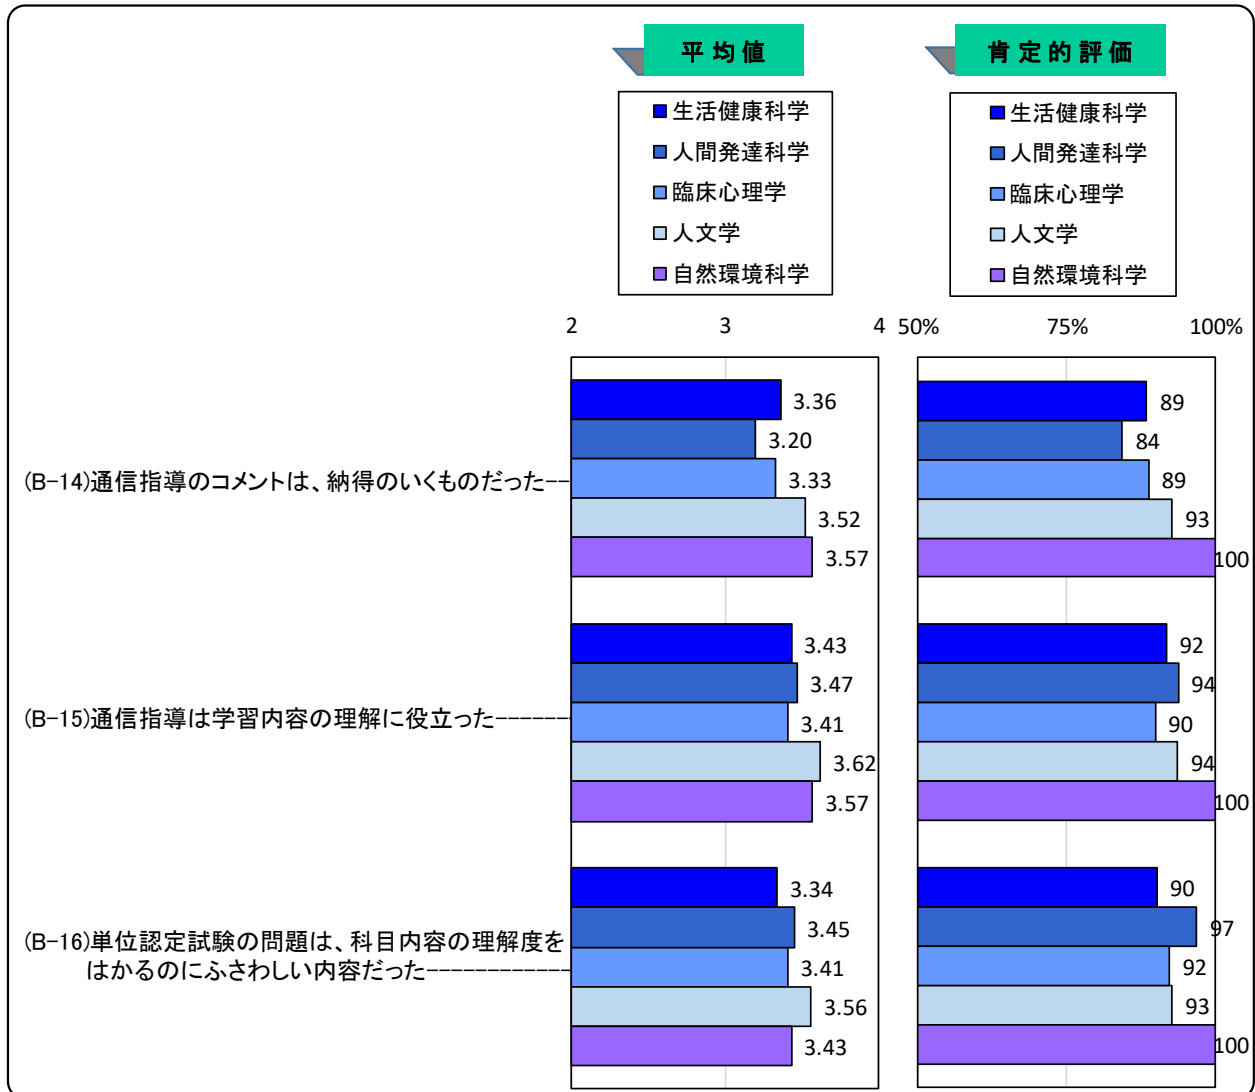 平均値
肯定的評価
生活健康科学
人間発達科学
臨床心理学
人文学
自然環境科学
生活健康科学
人間発達科学
臨床心理学
人文学
自然環境科学
2 3 4
50% 75% 100%
(B-14)通信指導のコメントは、納得のいくものだった
3.36
3.20
3.33
3.52
3.57
89
84
89
93
100
(B-15)通信指導は学習内容の理解に役立った
3.43
3.47
3.41
3.62
3.57
92
94
90
94
100
(B-16)単位認定試験の問題は、科目内容の理解度を
はかるのにふさわしい内容だった
3.34
3.45
3.41
3.56
3.43
90
97
92
93
100